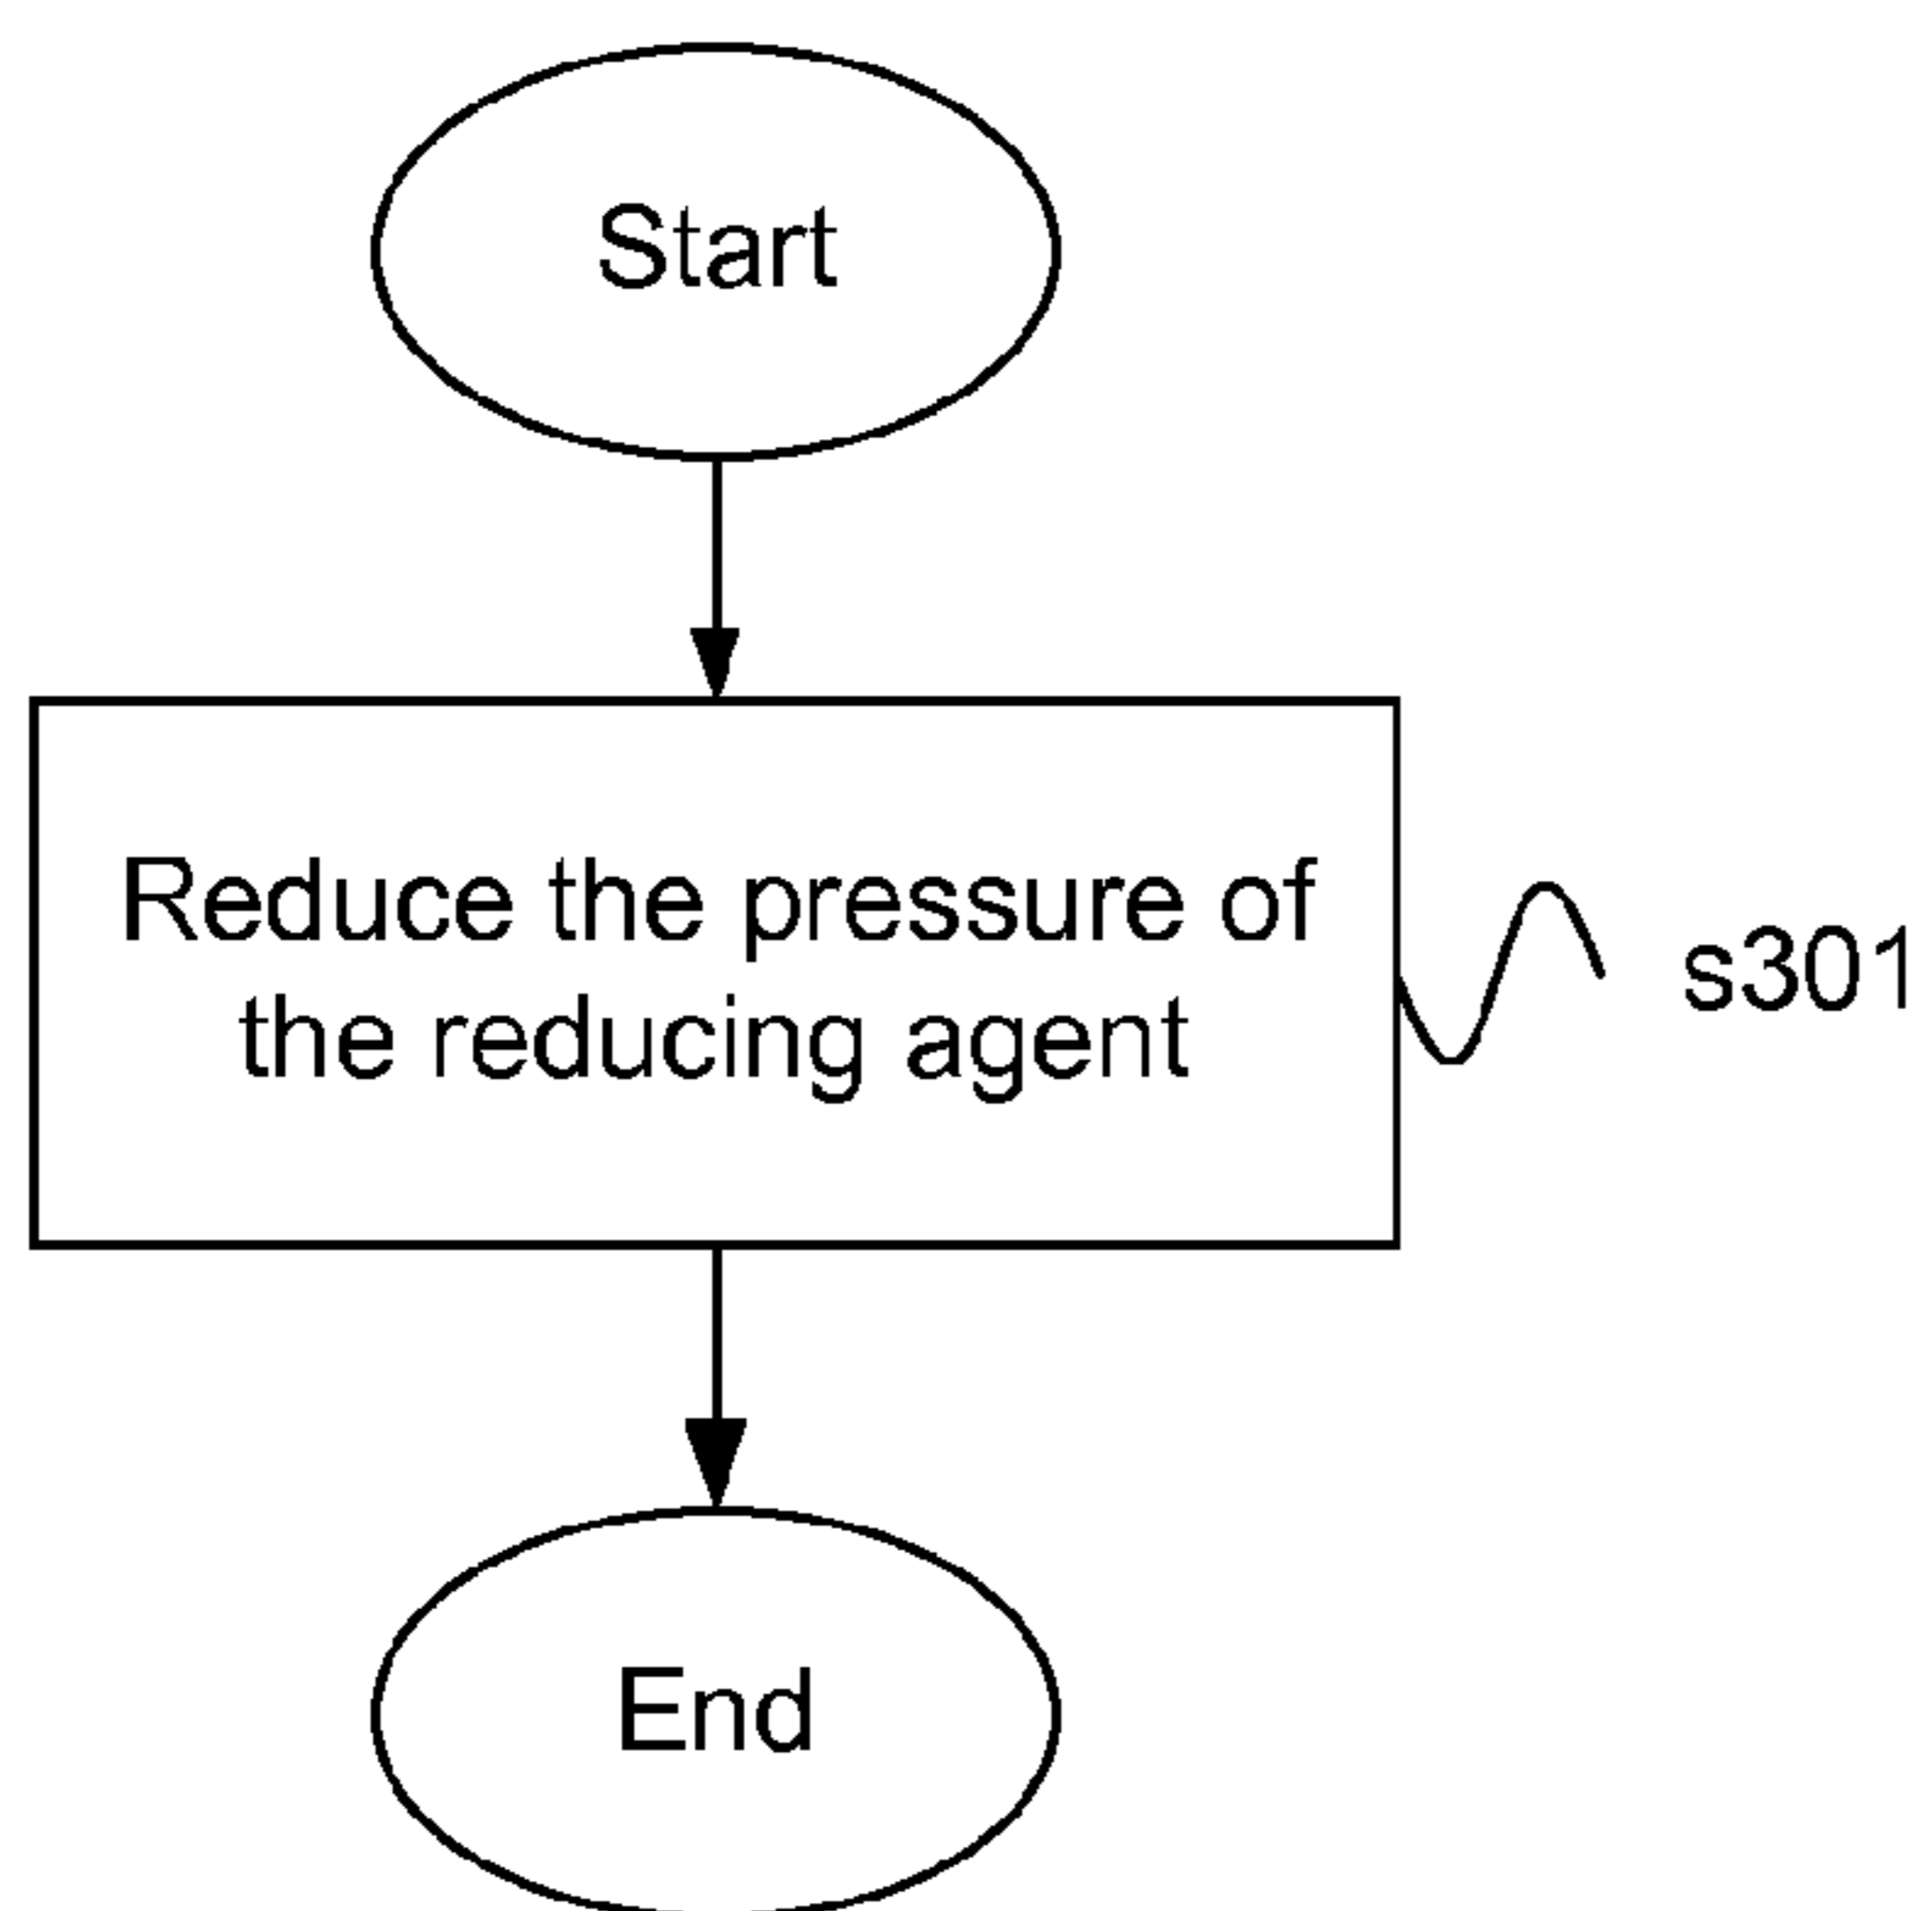 Start
Reduce the pressure of
the reducing agent
s301
End